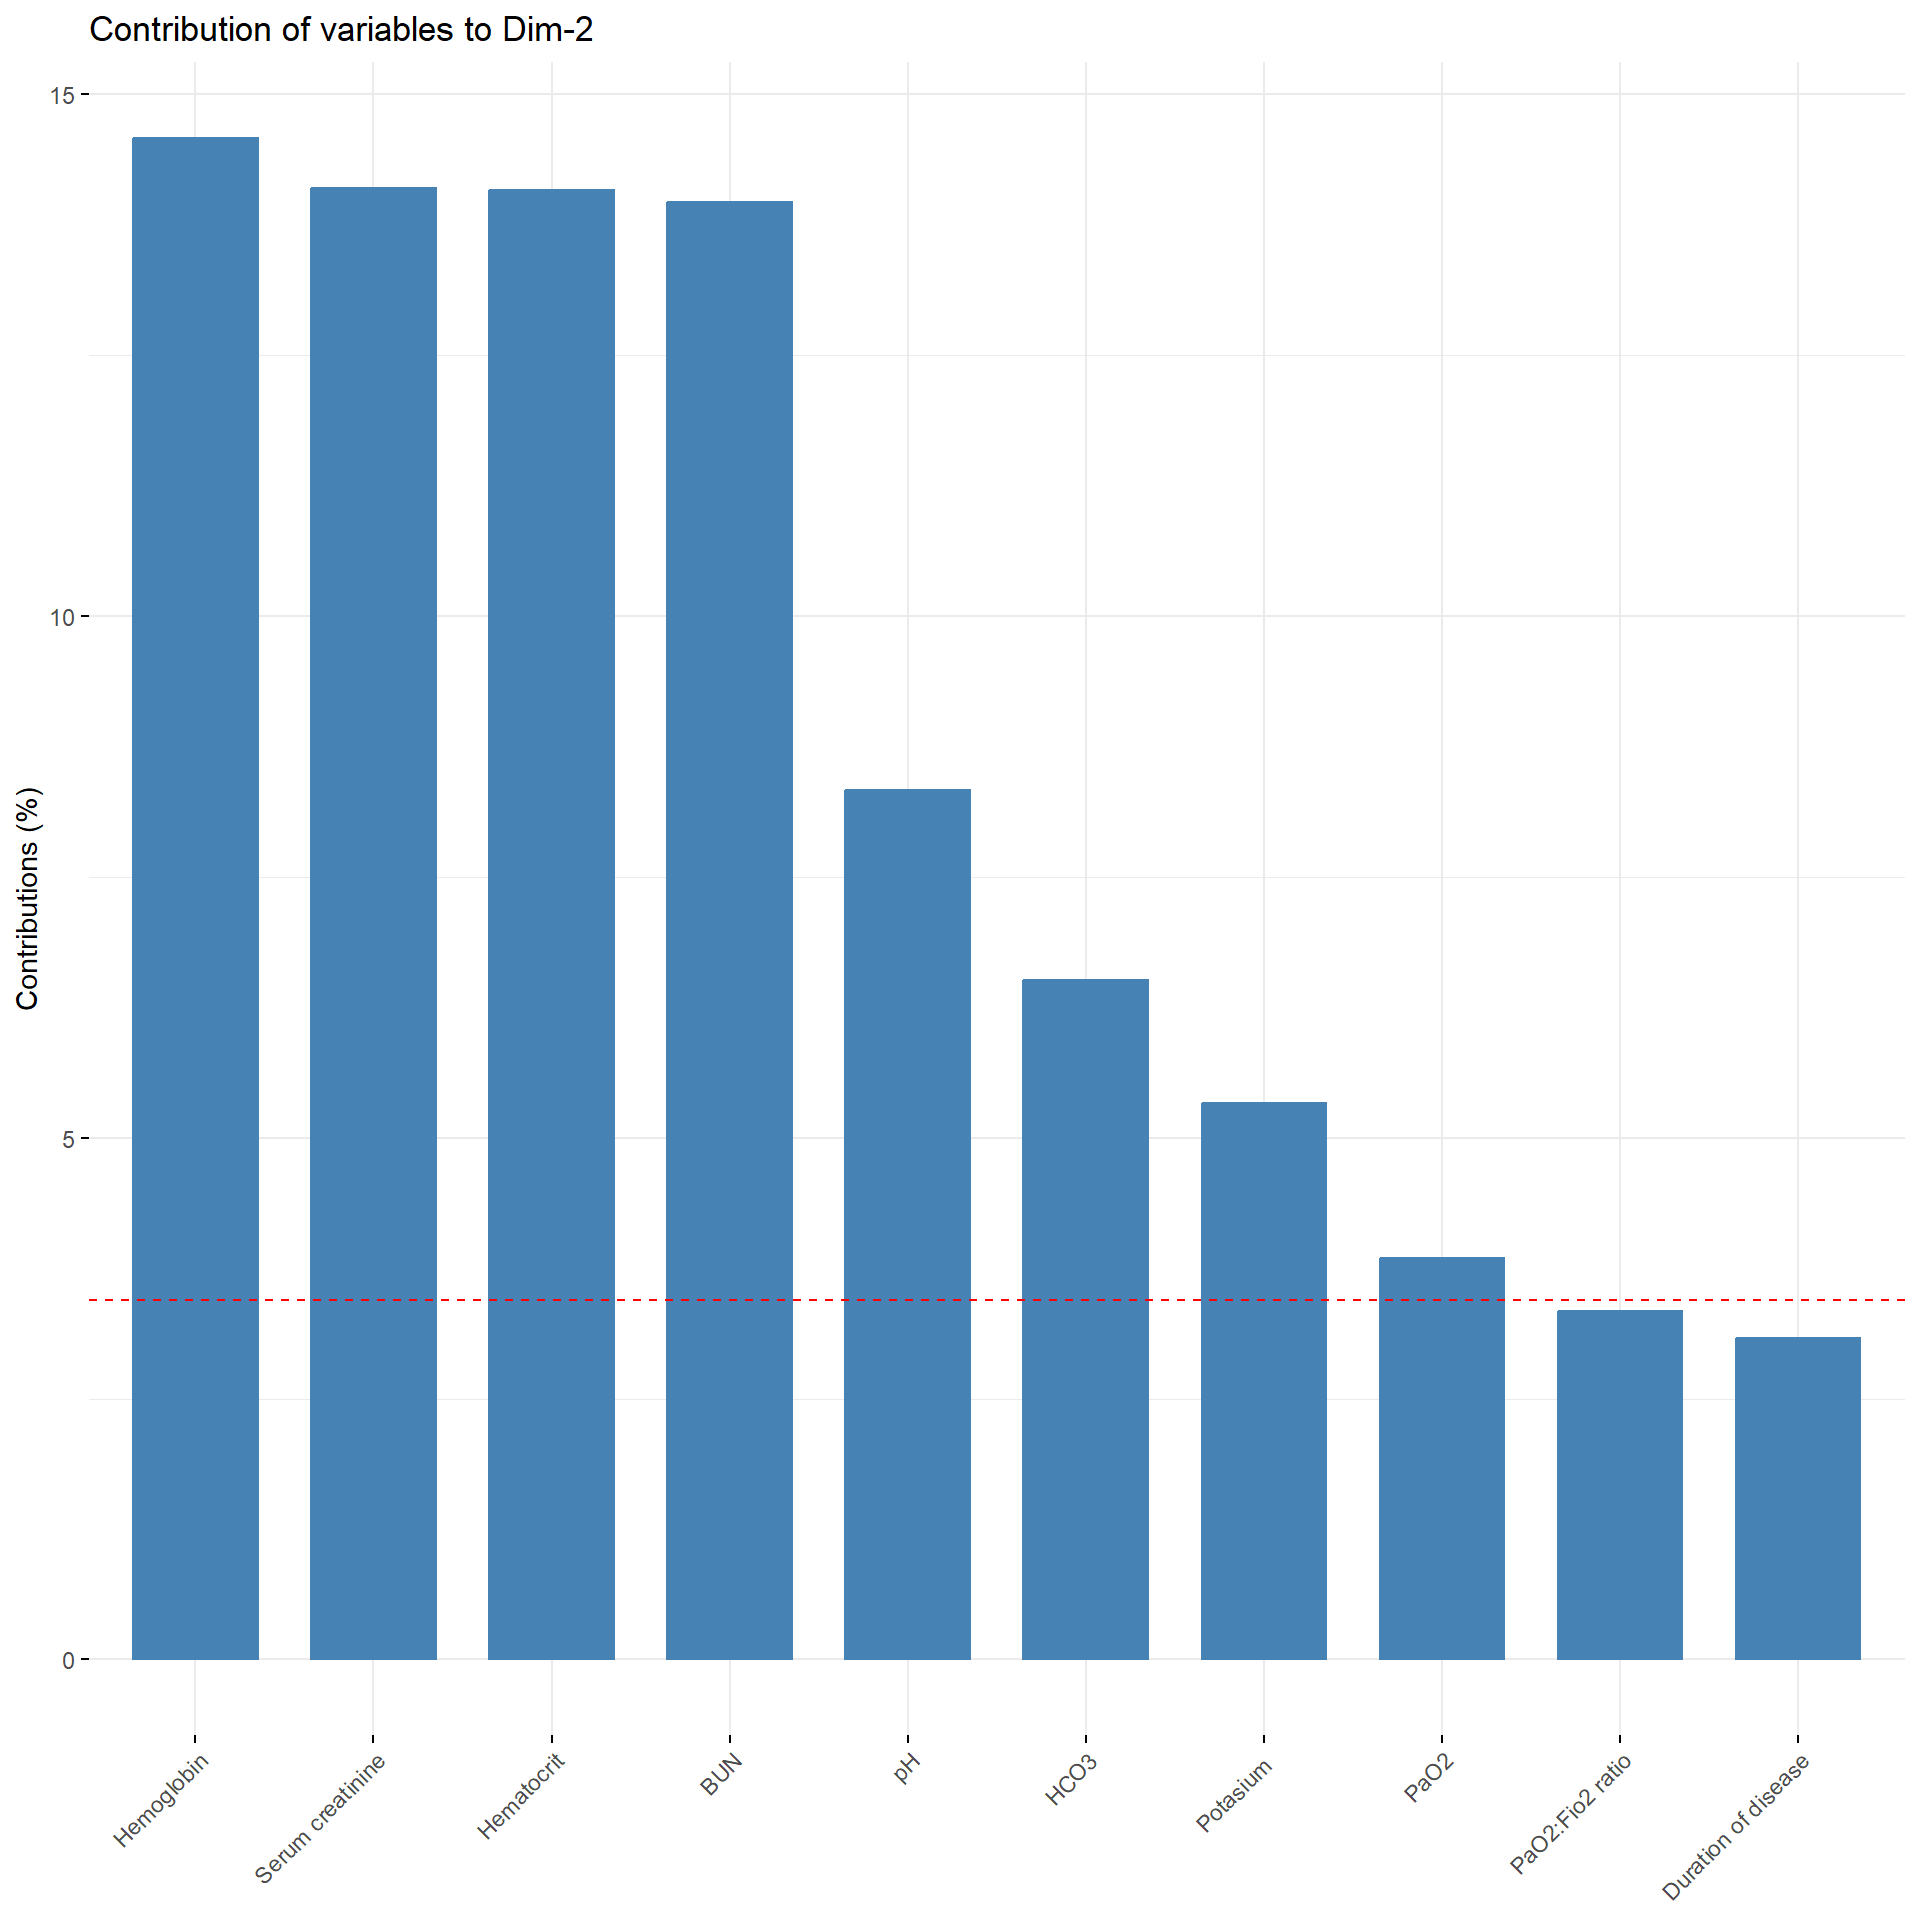 Contribution of variables to Dim-2
Contributions (%)
15
10
5
0
Hemoglobin
Serum creatinine
Hematocrit
BUN
pH
HCO3
Potasium
PaO2
PaO2:Fio2 ratio
Duration of disease